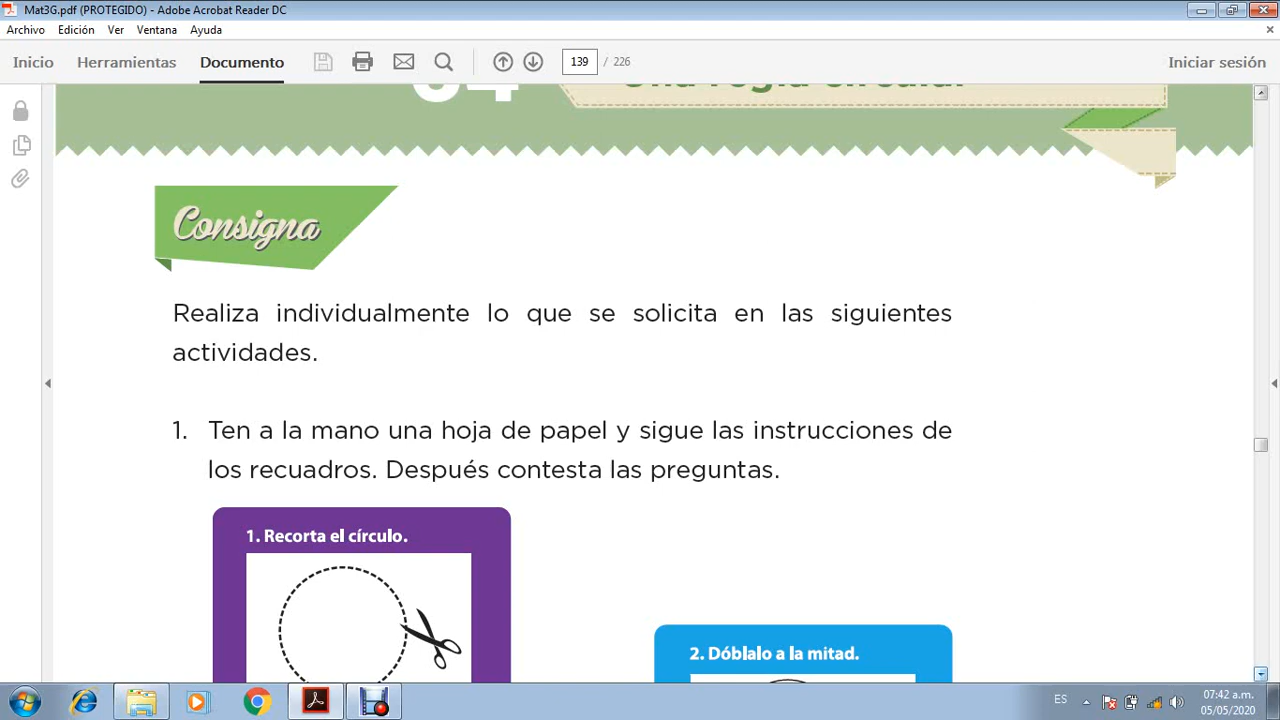 Mat3G.pdf (PROTEGIDO) - Adobe Acrobat Reader DC
Archivo Edición Ver Ventana Ayuda
Inicio Herramientas Documento 139 / 226 Iniciar sesión
Consigna
Realiza individualmente lo que se solicita en las siguientes
actividades.
1. Ten a la mano una hoja de papel y sigue las instrucciones de
los recuadros. Después contesta las preguntas.
1. Recorta el círculo.
2. Dóblalo a la mitad.
ES
07:42 a.m.
05/05/2020